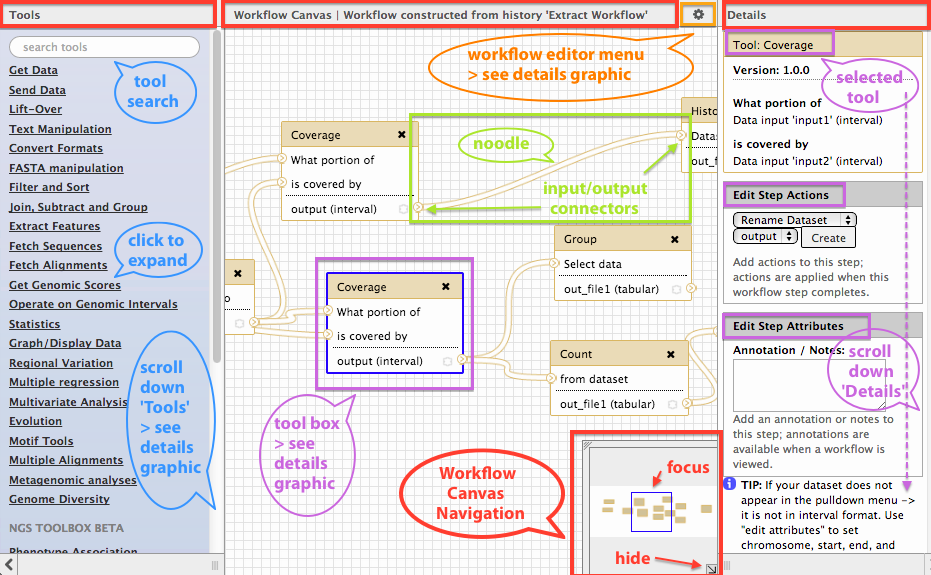 Tools
search tools
Get Data
Send Data
Lift-Over
Text Manipulation
Convert Formats
FASTA manipulation
Filter and Sort
Join, Subtract and Group
Extract Features
Fetch Sequences
Fetch Alignments
Get Genomic Scores
Operate on Genomic Intervals
Statistics
Graph/Display Data
Regional Variation
Multiple regression
Multivariate Analysis
Evolution
Motif Tools
Multiple Alignments
Metagenomic analyses
Genome Diversity
NGS TOOLBOX BETA
Phenotype Association
tool
search
click to
expand
scroll
down
'Tools'
> see
details
graphic
Workflow Canvas | Workflow constructed from history 'Extract Workflow'
workflow editor menu
> see details graphic
Coverage
What portion of
is covered by
output (interval)
noodle
input/output
connectors
Histo
Datas
out_f
o
Coverage
What portion of
is covered by
output (interval)
Group
Select data
out_file1 (tabular)
Count
from dataset
out_file1 (tabular)
tool box
> see
details
graphic
Workflow
Canvas
Navigation
focus
hide
Details
Tool: Coverage
Version: 1.0.0
What portion of
Data input 'input1' (interval)
is covered by
Data input 'input2' (interval)
selected
tool
Edit Step Actions
Rename Dataset
output
Create
Add actions to this step;
actions are applied when this
workflow step completes.
Edit Step Attributes
Annotation / Notes:
scroll
down
'Details'
Add an annotation or notes to
this step; annotations are
available when a workflow is
viewed.
TIP: If your dataset does not
appear in the pulldown menu ->
it is not in interval format. Use
"edit attributes" to set
chromosome, start, end, and